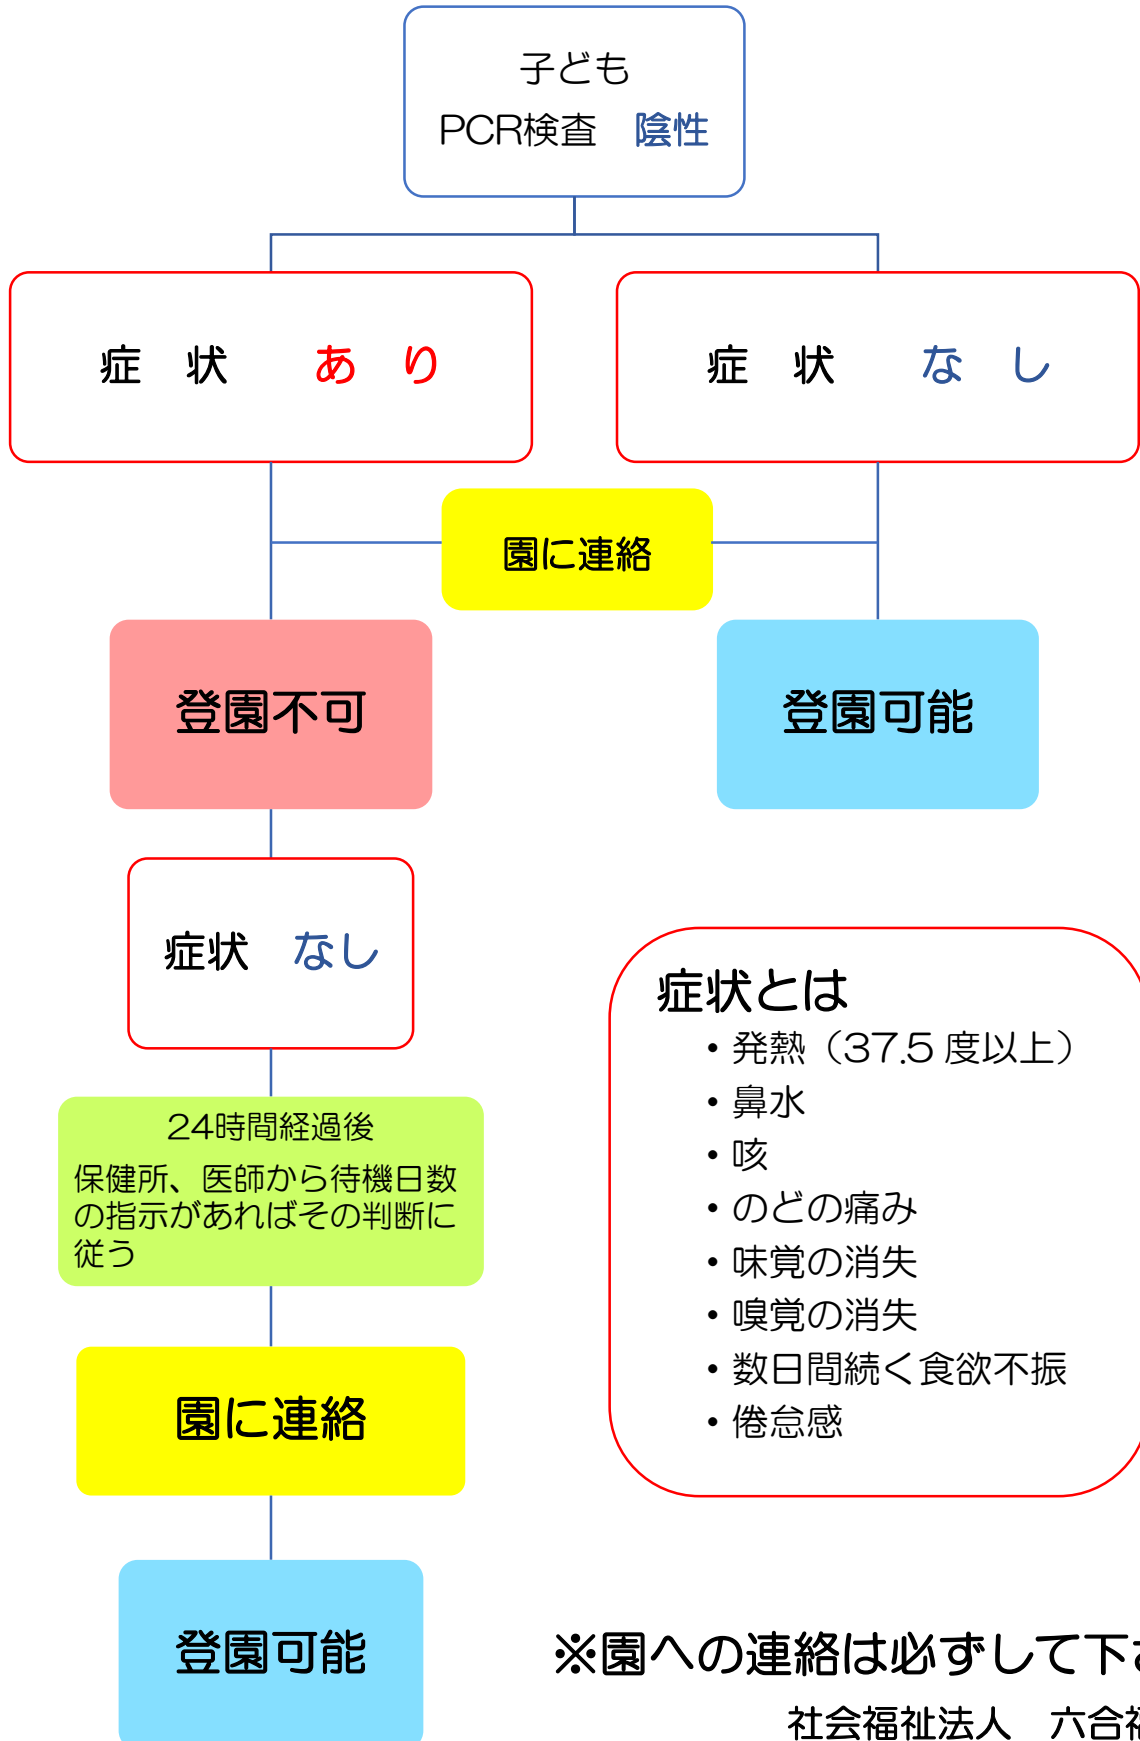 子ども
PCR検査　陰性
症　状　　あ　り
症　状　　な　し
園に連絡
登園不可
登園可能
症状　なし
24時間経過後
保健所、医師から待機日数
の指示があればその判断に
従う
園に連絡
登園可能
症状とは
・発熱（37.5 度以上）
・鼻水
・咳
・のどの痛み
・味覚の消失
・嗅覚の消失
・数日間続く食欲不振
・倦怠感
※園への連絡は必ずして下さ
社会福祉法人　六合福